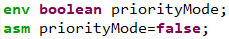 env boolean priorityMode;
asm priorityMode=false;